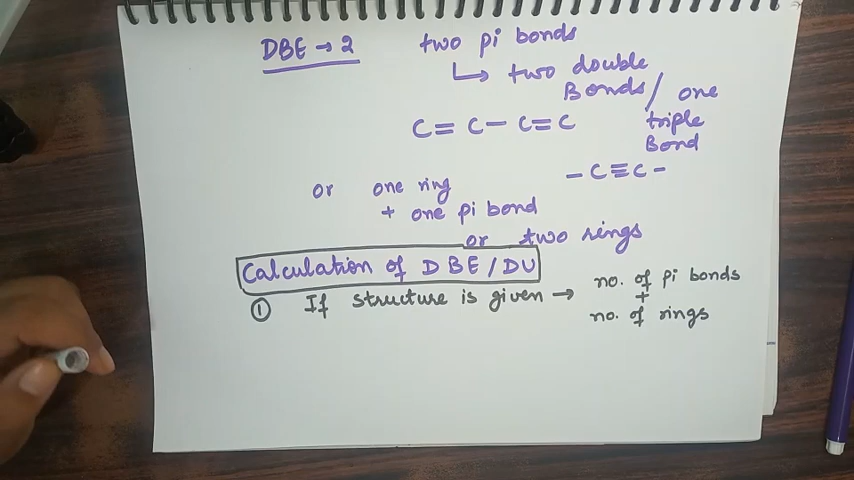 DBE → 2 two pi bonds
↳ two double
Bonds / one
triple
Bond
C = C - C = C
- C ≡ C -
or one ring
+ one pi bond
or two rings
Calculation of DBE/DU
① If structure is given → no. of pi bonds
+
no. of rings